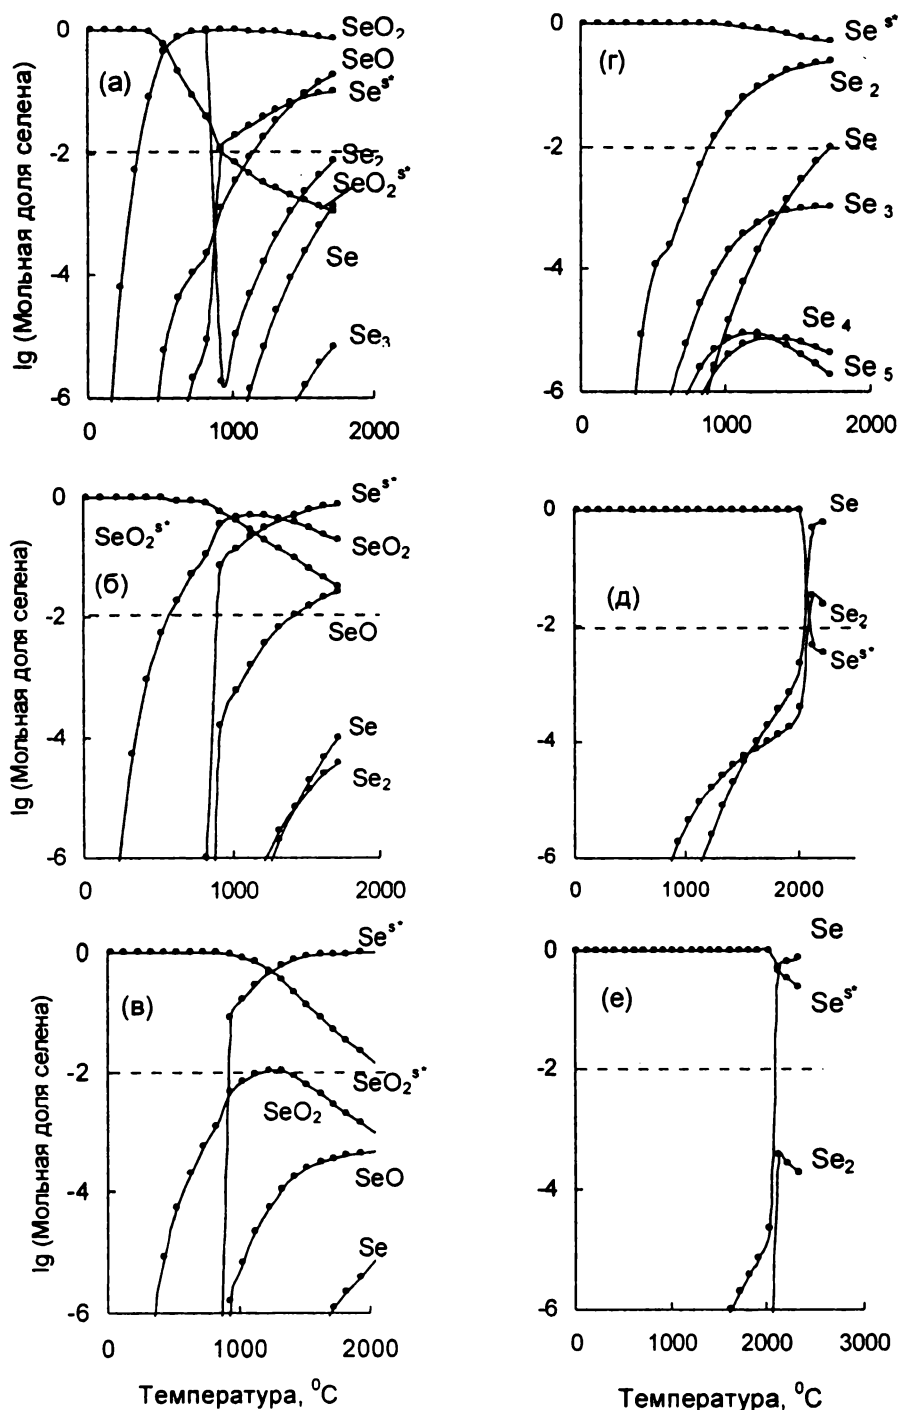 lg (Мольная доля селена)
0
-2
-4
-6
(а)
SeO₂
SeO
Seˢ*
Se₂
SeO₂ˢ*
Se
Se₃
0 1000 2000
(г)
0
-2
-4
-6
Seˢ*
Se₂
Se
Se₃
Se₄
Se₅
0 1000 2000
lg (Мольная доля селена)
0
-2
-4
-6
SeO₂ˢ*
(б)
Seˢ*
SeO₂
SeO
Se
Se₂
0 1000 2000
0
-2
-4
-6
(д)
Se
Se₂
Seˢ*
0 1000 2000
lg (Мольная доля селена)
0
-2
-4
-6
(в)
Seˢ*
SeO₂ˢ*
SeO₂
SeO
Se
0 1000 2000
Температура, ⁰C
0
-2
-4
-6
(е)
Se
Seˢ*
Se₂
0 1000 2000 3000
Температура, ⁰C